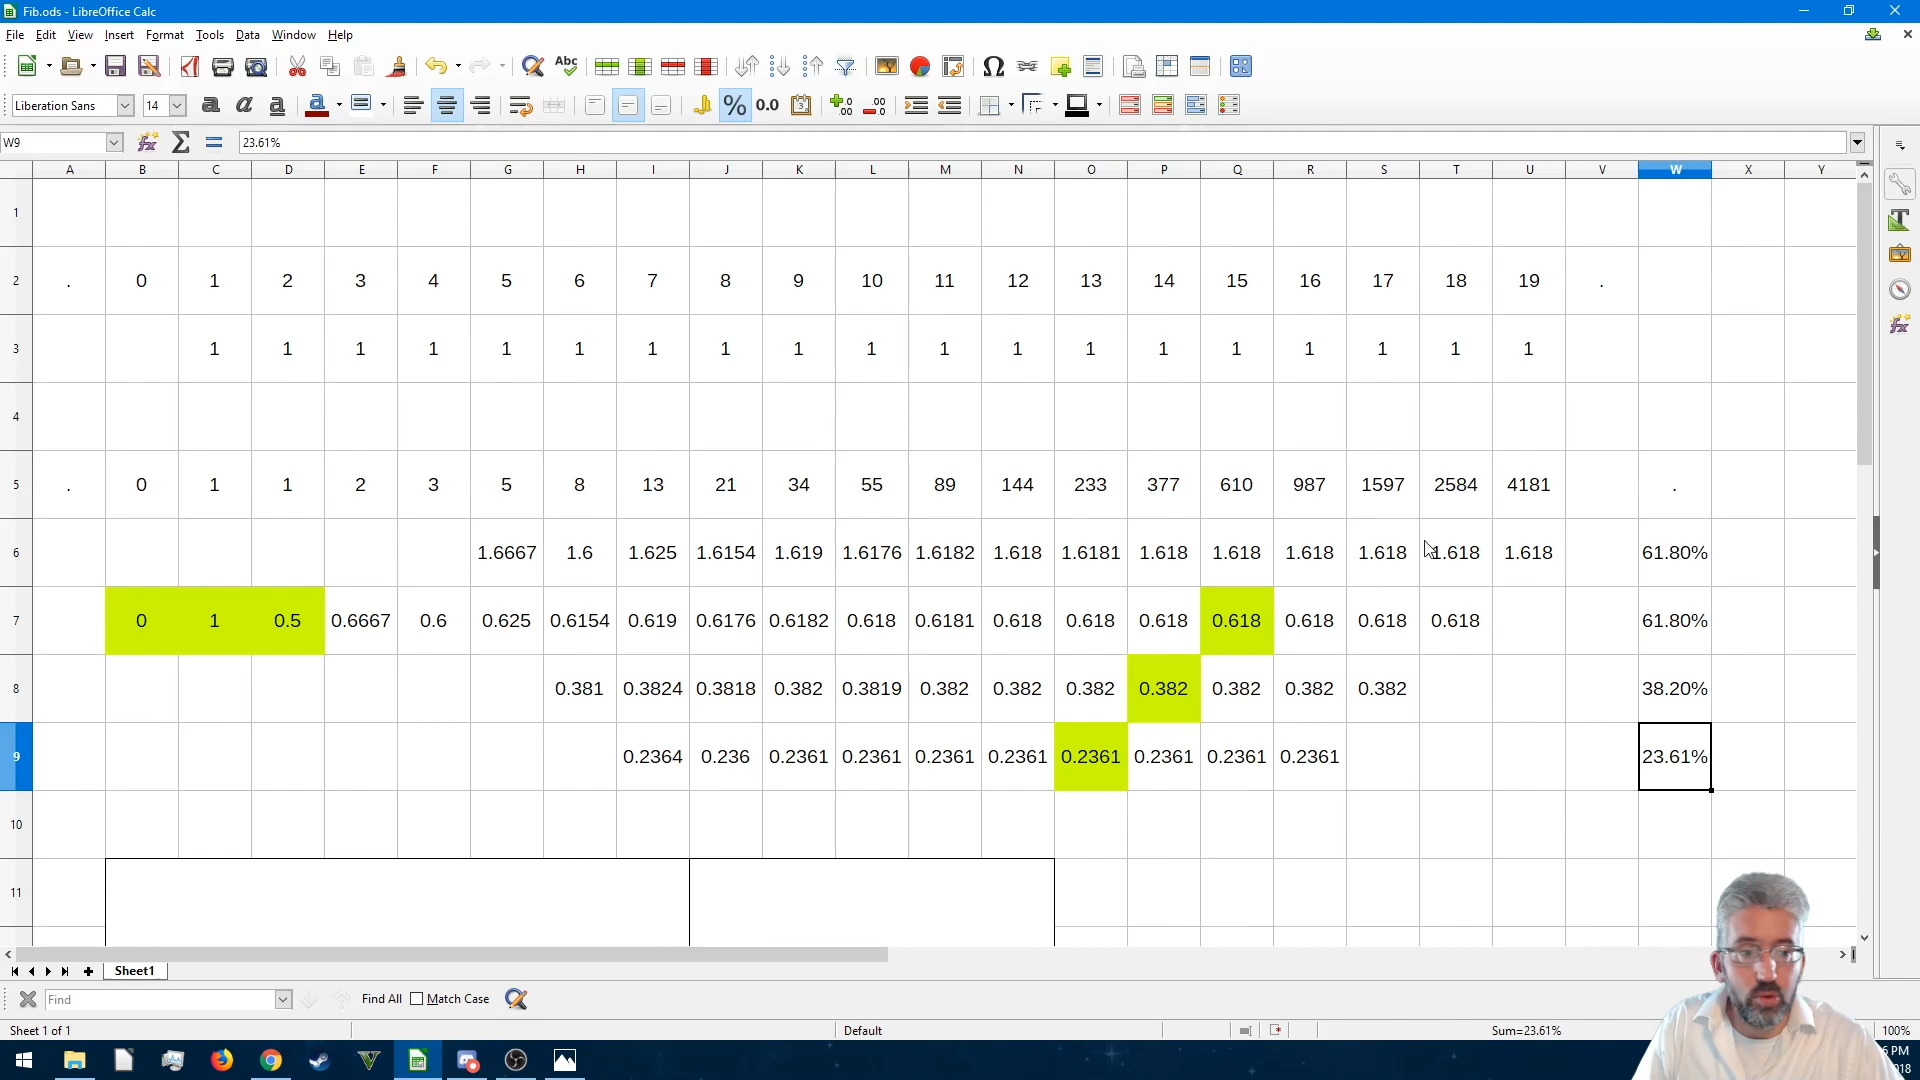 Fib.ods - LibreOffice Calc
File Edit View Insert Format Tools Data Window Help
Abc
Liberation Sans 14 a a a a % 0.0 .00 .00
W9 fx Σ = 23.61%
A B C D E F G H I J K L M N O P Q R S T U V W X Y
1
2 . 0 1 2 3 4 5 6 7 8 9 10 11 12 13 14 15 16 17 18 19 .
3 1 1 1 1 1 1 1 1 1 1 1 1 1 1 1 1 1 1 1
4
5 . 0 1 1 2 3 5 8 13 21 34 55 89 144 233 377 610 987 1597 2584 4181 .
6 1.6667 1.6 1.625 1.6154 1.619 1.6176 1.6182 1.618 1.6181 1.618 1.618 1.618 1.618 1.618 1.618 61.80%
7 0 1 0.5 0.6667 0.6 0.625 0.6154 0.619 0.6176 0.6182 0.618 0.6181 0.618 0.618 0.618 0.618 0.618 0.618 0.618 61.80%
8 0.381 0.3824 0.3818 0.382 0.3819 0.382 0.382 0.382 0.382 0.382 0.382 0.382 38.20%
9 0.2364 0.236 0.2361 0.2361 0.2361 0.2361 0.2361 0.2361 0.2361 0.2361 23.61%
10
11
Sheet1
Find Find All Match Case
Sheet 1 of 1 Default Sum=23.61% 100%
PM